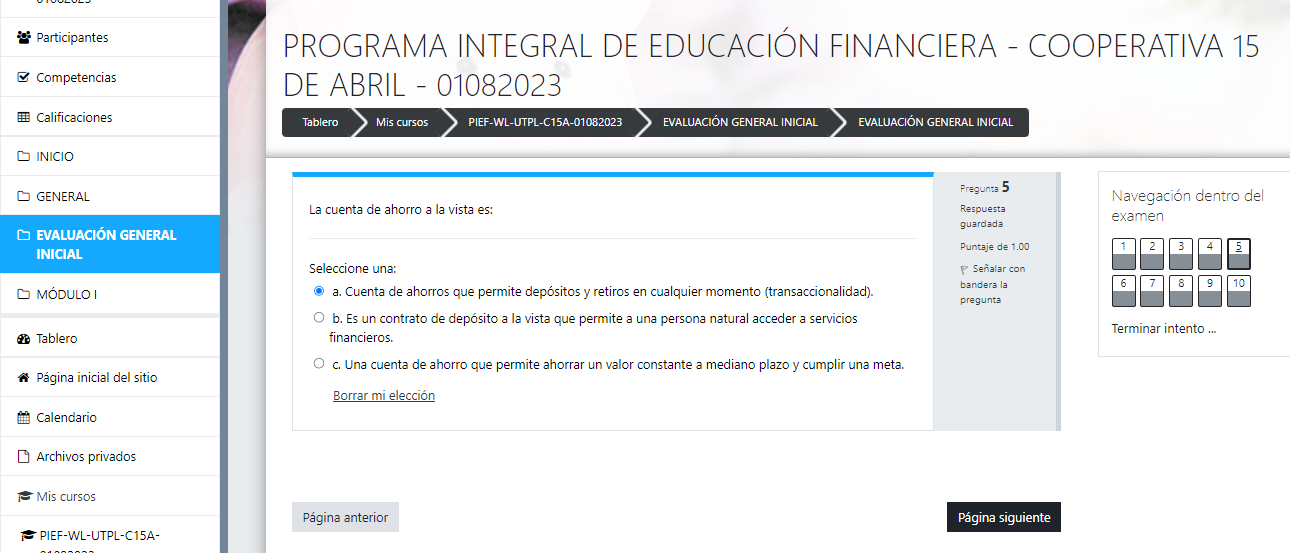 Participantes
Competencias
Calificaciones
INICIO
GENERAL
EVALUACIÓN GENERAL
INICIAL
MÓDULO I
Tablero
Página inicial del sitio
Calendario
Archivos privados
Mis cursos
PIEF-WL-UTPL-C15A-
PROGRAMA INTEGRAL DE EDUCACIÓN FINANCIERA - COOPERATIVA 15
DE ABRIL - 01082023
Tablero
Mis cursos
PIEF-WL-UTPL-C15A-01082023
EVALUACIÓN GENERAL INICIAL
EVALUACIÓN GENERAL INICIAL
La cuenta de ahorro a la vista es:
Seleccione una:
a. Cuenta de ahorros que permite depósitos y retiros en cualquier momento (transaccionalidad).
b. Es un contrato de depósito a la vista que permite a una persona natural acceder a servicios
financieros.
c. Una cuenta de ahorro que permite ahorrar un valor constante a mediano plazo y cumplir una meta.
Borrar mi elección
Pregunta 5
Respuesta
guardada
Puntaje de 1.00
Señalar con
bandera la
pregunta
Página anterior
Página siguiente
Navegación dentro del
examen
1 2 3 4 5
6 7 8 9 10
Terminar intento ...